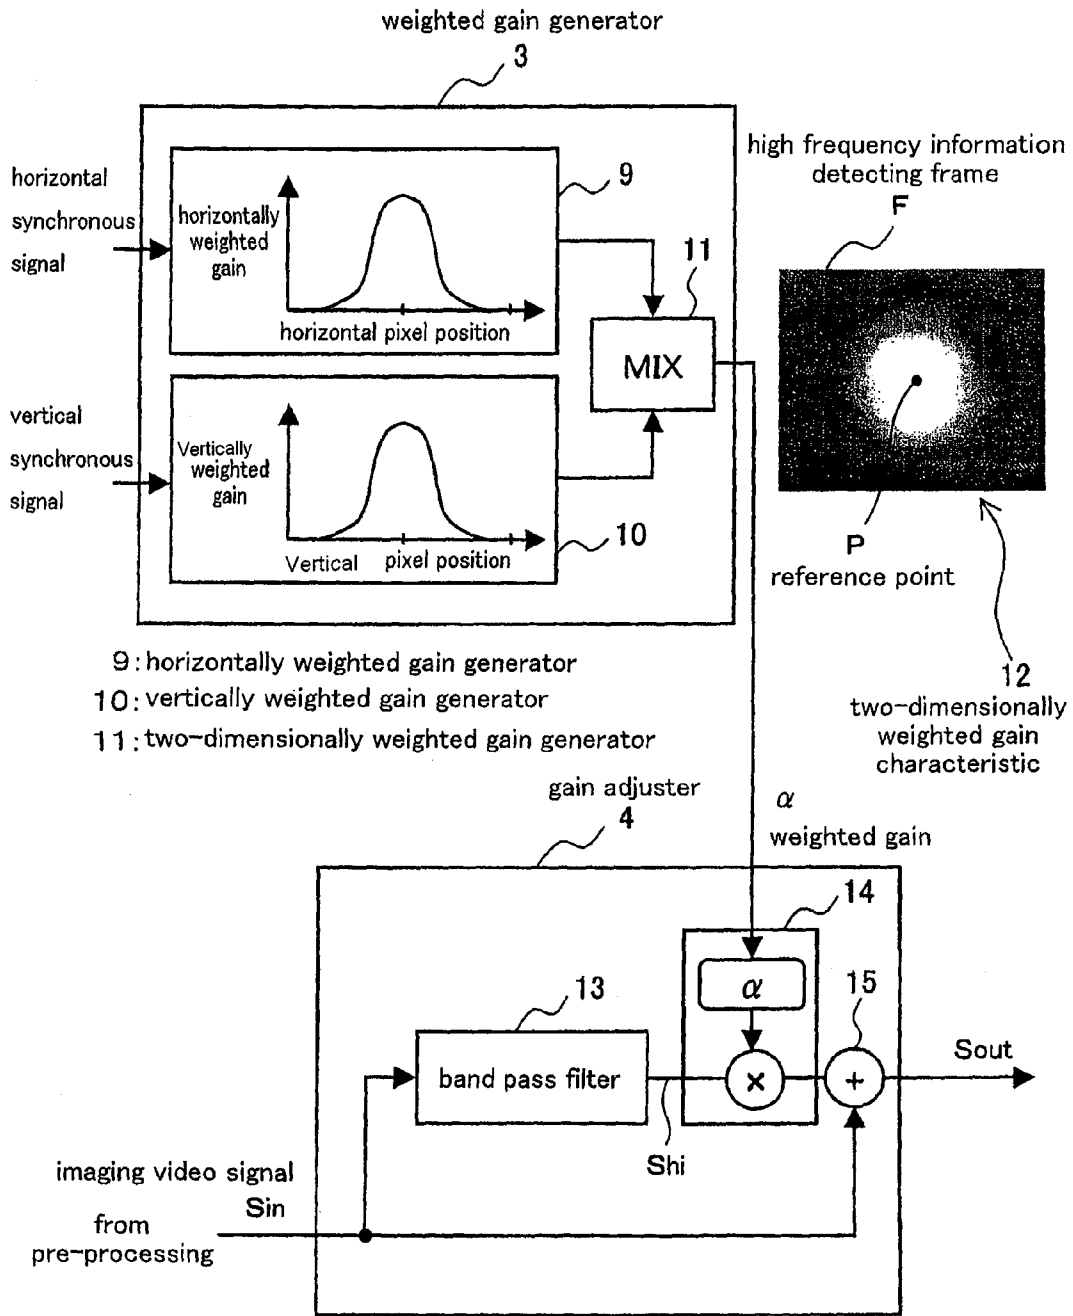 weighted gain generator
3
horizontal
synchronous
signal
horizontally
weighted
gain
horizontal pixel position
9
11
MIX
vertical
synchronous
signal
Vertically
weighted
gain
Vertical pixel position
10
high frequency information
detecting frame
F
P
reference point
12
two-dimensionally
weighted gain
characteristic
9:horizontally weighted gain generator
10:vertically weighted gain generator
11:two-dimensionally weighted gain generator
gain adjuster
4
α
weighted gain
14
α
13
band pass filter
×
15
+
Sout
Shi
imaging video signal
Sin
from
pre-processing